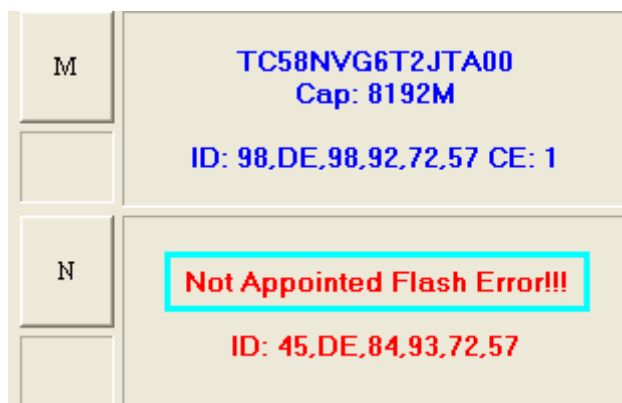 M
TC58NVG6T2JTA00
Cap: 8192M
ID: 98,DE,98,92,72,57 CE: 1
N
Not Appointed Flash Error!!!
ID: 45,DE,84,93,72,57